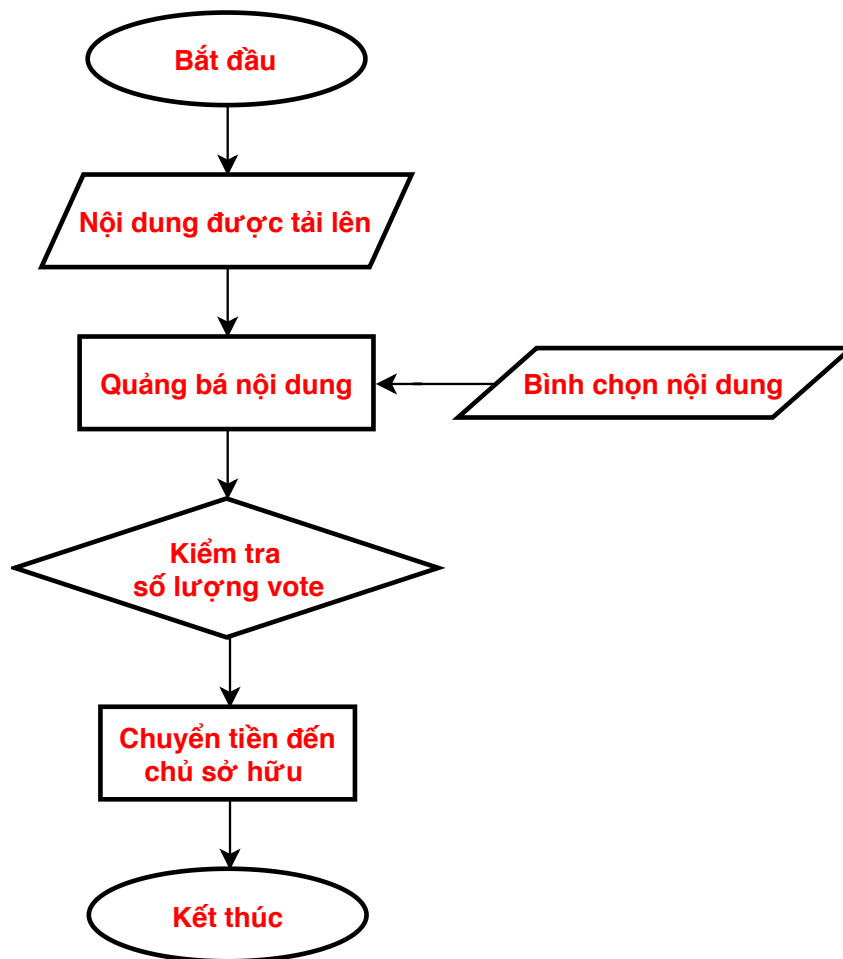 Bắt đầu
Nội dung được tải lên
Quảng bá nội dung
Bình chọn nội dung
Kiểm tra
số lượng vote
Chuyển tiền đến
chủ sở hữu
Kết thúc